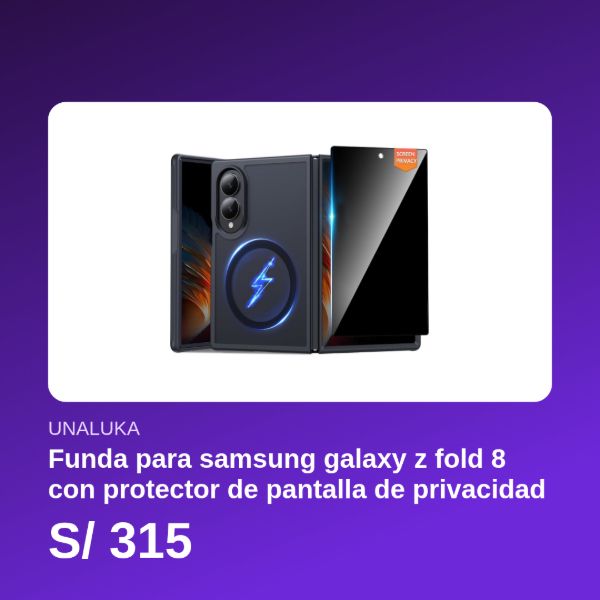 SCREEN
PRIVACY
UNALUKA
Funda para samsung galaxy z fold 8
con protector de pantalla de privacidad
S/ 315